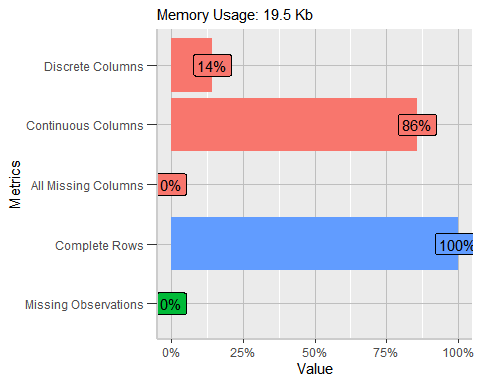 Memory Usage: 19.5 Kb
Metrics
Discrete Columns
14%
Continuous Columns
86%
All Missing Columns
0%
Complete Rows
100%
Missing Observations
0%
0% 25% 50% 75% 100%
Value